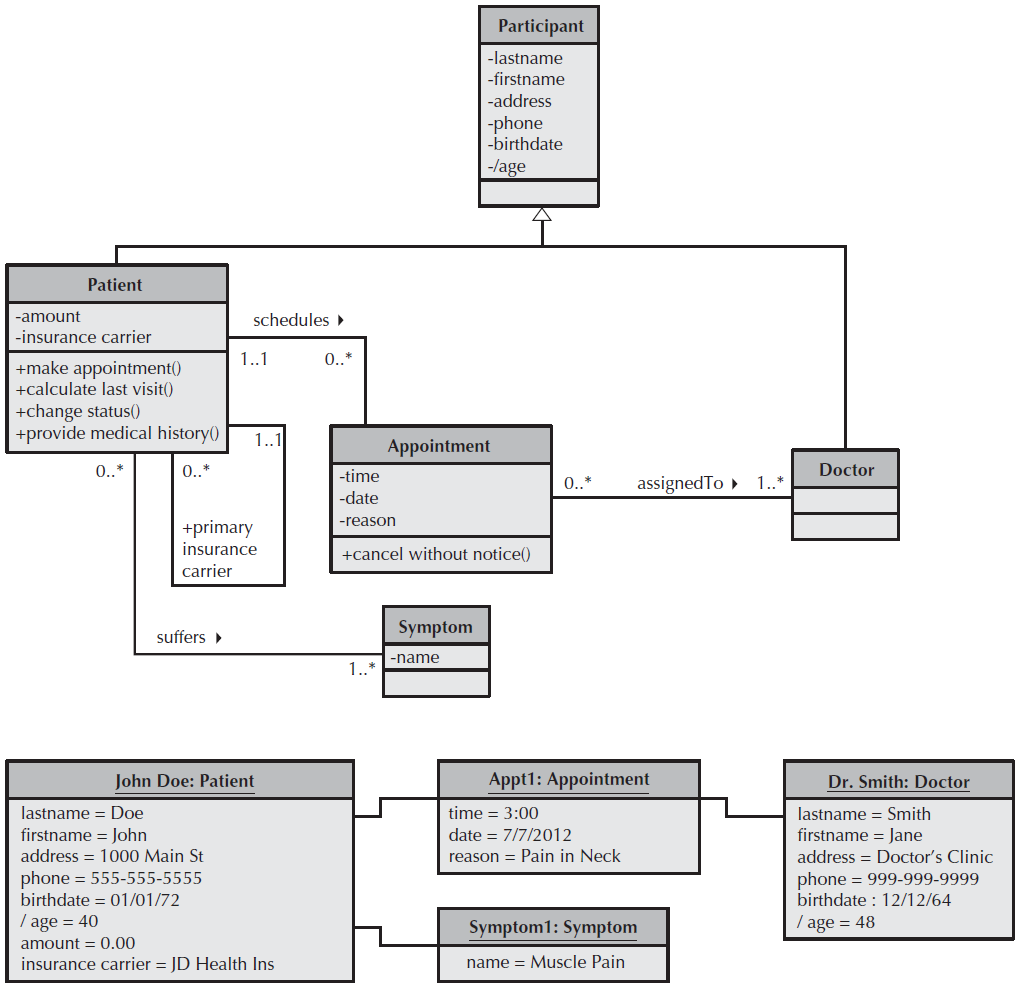 Participant
-lastname
-firstname
-address
-phone
-birthdate
-/age
Patient
-amount
-insurance carrier
+make appointment()
+calculate last visit()
+change status()
+provide medical history()
schedules
1..1
0..*
1..1
0..*
0..*
+primary
insurance
carrier
Appointment
-time
-date
-reason
+cancel without notice()
0..*
assignedTo
1..*
Doctor
suffers
1..*
Symptom
-name
John Doe: Patient
lastname = Doe
firstname = John
address = 1000 Main St
phone = 555-555-5555
birthdate = 01/01/72
/ age = 40
amount = 0.00
insurance carrier = JD Health Ins
Appt1: Appointment
time = 3:00
date = 7/7/2012
reason = Pain in Neck
Symptom1: Symptom
name = Muscle Pain
Dr. Smith: Doctor
lastname = Smith
firstname = Jane
address = Doctor’s Clinic
phone = 999-999-9999
birthdate : 12/12/64
/ age = 48